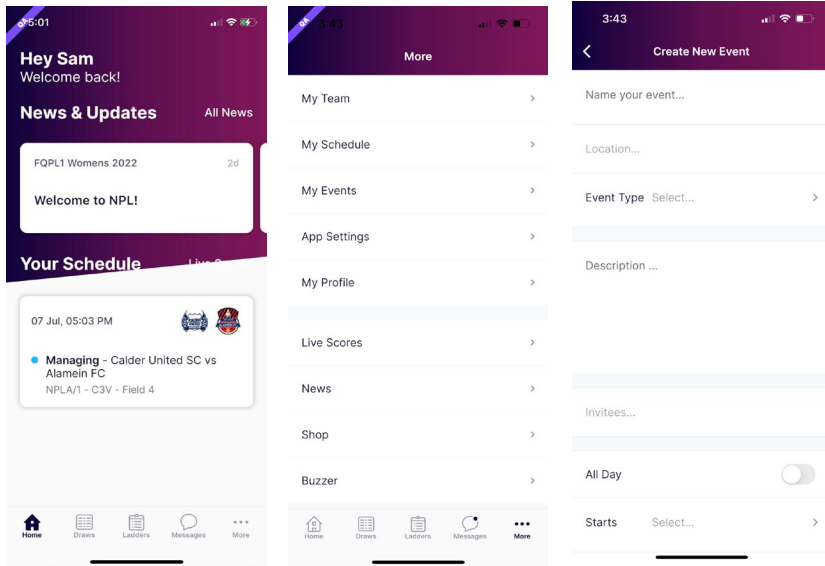 5:01
Hey Sam
Welcome back!
News & Updates
All News
FQPL1 Womens 2022
2d
Welcome to NPL!
Your Schedule
07 Jul, 05:03 PM
Managing - Calder United SC vs
Alamein FC
NPLA/1 - C3V - Field 4
Home
Draws
Ladders
Messages
More
QA
3:43
More
My Team
My Schedule
My Events
App Settings
My Profile
Live Scores
News
Shop
Buzzer
Home
Draws
Ladders
Messages
More
3:43
Create New Event
Name your event...
Location...
Event Type Select...
Description ...
Invitees...
All Day
Starts Select...